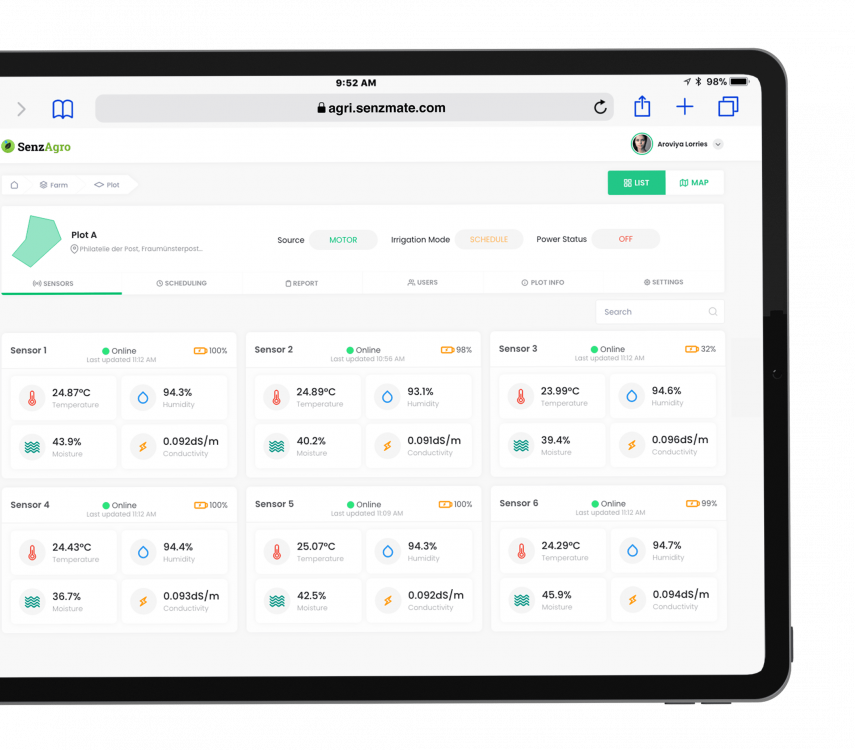 9:52 AM
98%
agri.senzmate.com
SenzAgro
Aroviya Lorries
Farm
Plot
LIST
MAP
Plot A
Philatelie der Post, Fraumünsterpost...
Source MOTOR
Irrigation Mode SCHEDULE
Power Status OFF
SENSORS
SCHEDULING
REPORT
USERS
PLOT INFO
SETTINGS
Search
Sensor 1
Online
100%
Last updated 11:12 AM
24.87°C
Temperature
94.3%
Humidity
43.9%
Moisture
0.092dS/m
Conductivity
Sensor 2
Online
98%
Last updated 10:56 AM
24.89°C
Temperature
93.1%
Humidity
40.2%
Moisture
0.091dS/m
Conductivity
Sensor 3
Online
32%
Last updated 11:12 AM
23.99°C
Temperature
94.6%
Humidity
39.4%
Moisture
0.096dS/m
Conductivity
Sensor 4
Online
100%
Last updated 11:12 AM
24.43°C
Temperature
94.4%
Humidity
36.7%
Moisture
0.093dS/m
Conductivity
Sensor 5
Online
100%
Last updated 11:09 AM
25.07°C
Temperature
94.3%
Humidity
42.5%
Moisture
0.092dS/m
Conductivity
Sensor 6
Online
99%
Last updated 11:12 AM
24.29°C
Temperature
94.7%
Humidity
45.9%
Moisture
0.094dS/m
Conductivity